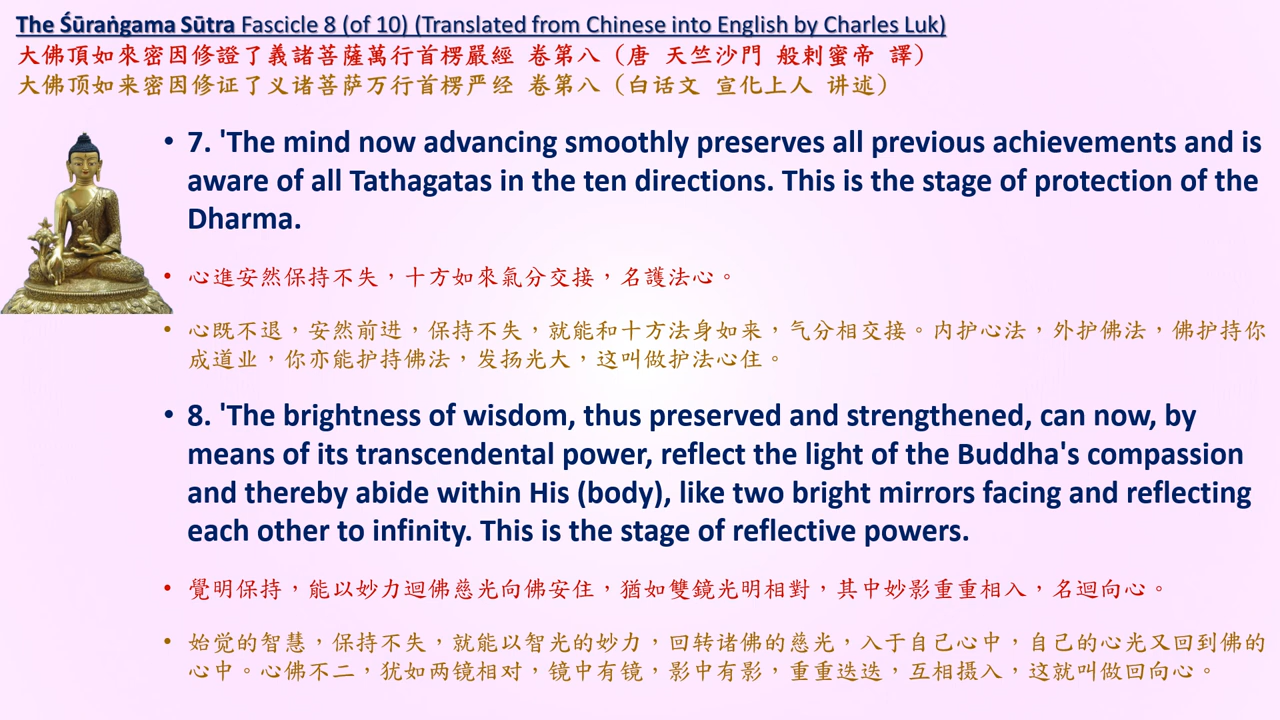 The Śūraṅgama Sūtra Fascicle 8 (of 10) (Translated from Chinese into English by Charles Luk)
大佛頂如來密因修證了義諸菩薩萬行首楞嚴經 卷第八（唐 天竺沙門 般剌蜜帝 譯）
大佛顶如来密因修证了义诸菩萨万行首楞严经 卷第八（白话文 宣化上人 讲述）
• 7. 'The mind now advancing smoothly preserves all previous achievements and is
aware of all Tathagatas in the ten directions. This is the stage of protection of the
Dharma.
• 心進安然保持不失，十方如來氣分交接，名護法心。
• 心既不退，安然前进，保持不失，就能和十方法身如来，气分相交接。内护心法，外护佛法，佛护持你
成道业，你亦能护持佛法，发扬光大，这叫做护法心住。
• 8. 'The brightness of wisdom, thus preserved and strengthened, can now, by
means of its transcendental power, reflect the light of the Buddha's compassion
and thereby abide within His (body), like two bright mirrors facing and reflecting
each other to infinity. This is the stage of reflective powers.
• 覺明保持，能以妙力迴佛慈光向佛安住，猶如雙鏡光明相對，其中妙影重重相入，名迴向心。
• 始觉的智慧，保持不失，就能以智光的妙力，回转诸佛的慈光，入于自己心中，自己的心光又回到佛的
心中。心佛不二，犹如两镜相对，镜中有镜，影中有影，重重迭迭，互相摄入，这就叫做回向心。